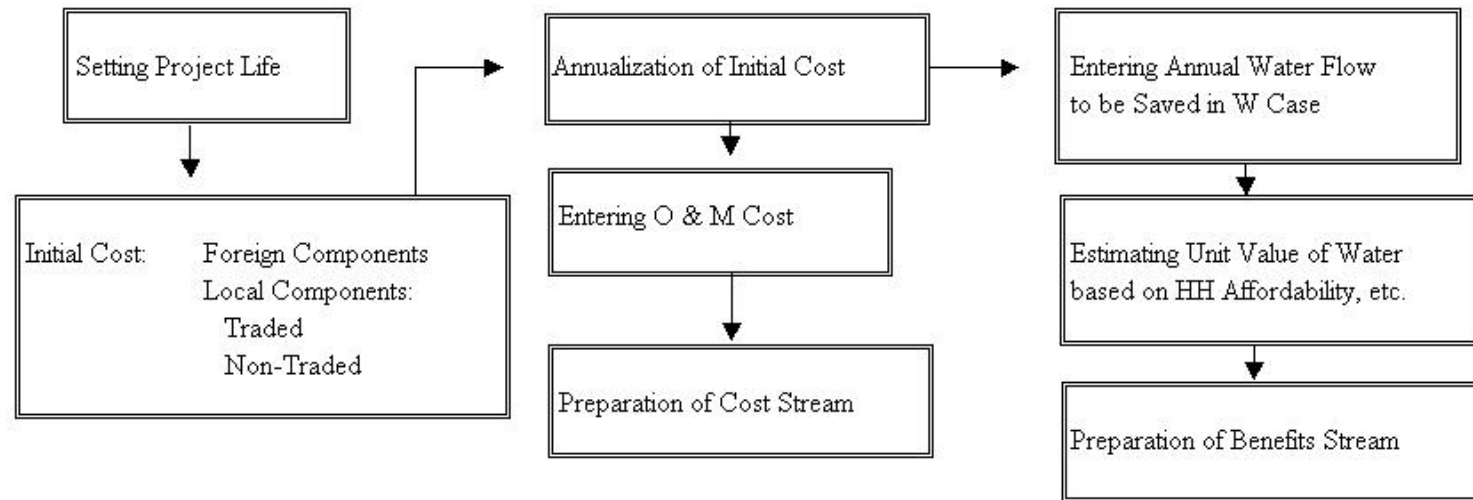 Setting Project Life
Initial Cost: Foreign Components
Local Components:
Traded
Non-Traded
Annualization of Initial Cost
Entering O & M Cost
Preparation of Cost Stream
Entering Annual Water Flow
to be Saved in W Case
Estimating Unit Value of Water
based on HH Affordability, etc.
Preparation of Benefits Stream